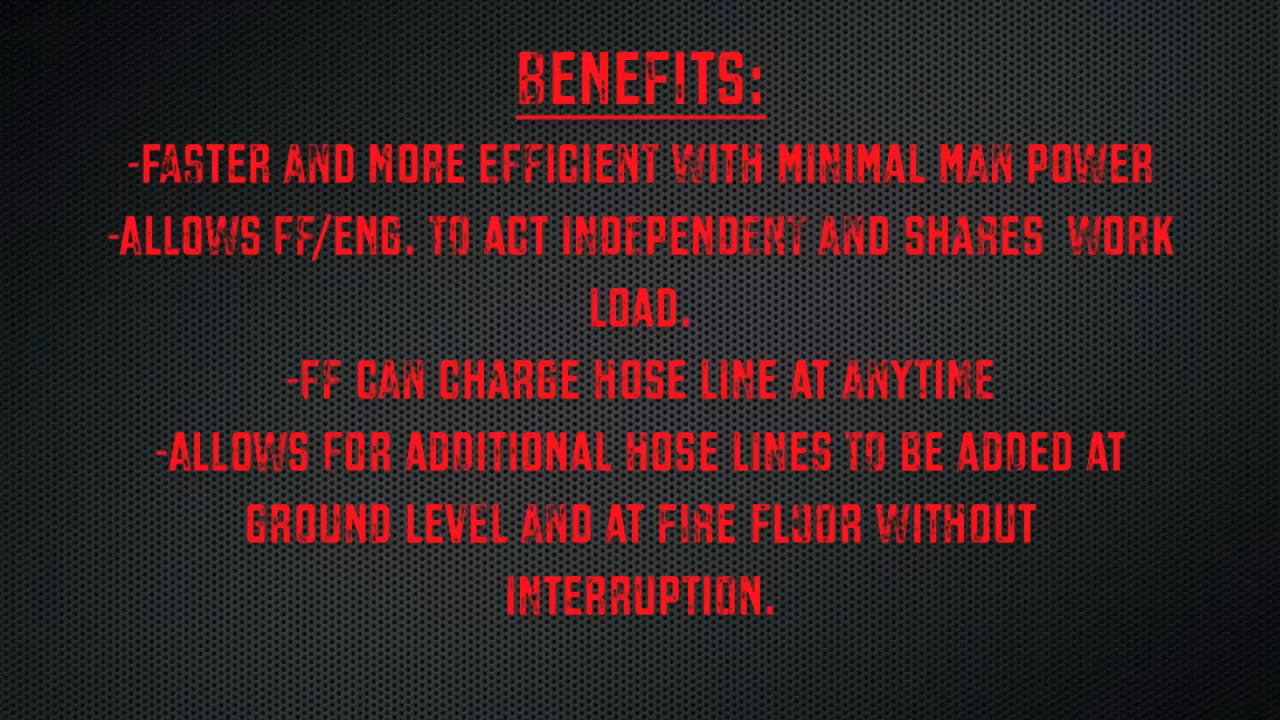 BENEFITS:
-FASTER AND MORE EFFICIENT WITH MINIMAL MAN POWER
-ALLOWS FF/ENG. TO ACT INDEPENDENT AND SHARES WORK
LOAD.
-FF CAN CHARGE HOSE LINE AT ANYTIME
-ALLOWS FOR ADDITIONAL HOSE LINES TO BE ADDED AT
GROUND LEVEL AND AT FIRE FLOOR WITHOUT
INTERRUPTION.